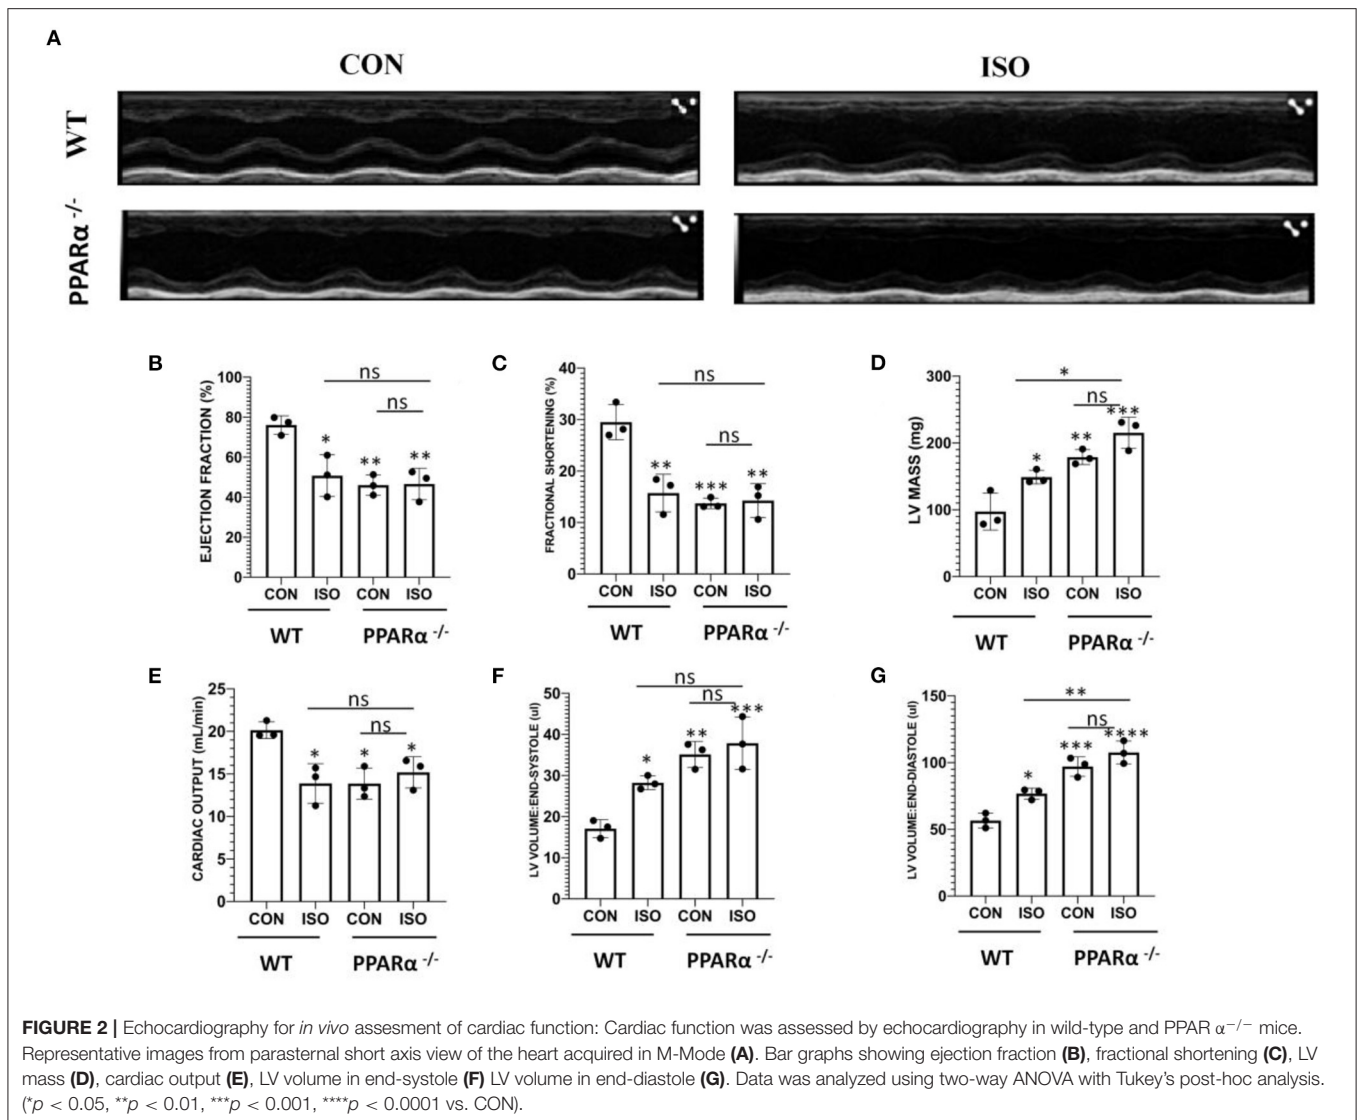 A
CON
ISO
WT
PPARα -/-
B
EJECTION FRACTION (%)
100
80
60
40
20
0
ns
ns
*
**
**
CON ISO CON ISO
WT PPARα -/-
C
FRACTIONAL SHORTENING (%)
40
30
20
10
0
ns
ns
**
***
**
CON ISO CON ISO
WT PPARα -/-
D
LV MASS (mg)
300
200
100
0
*
ns
*
**
***
CON ISO CON ISO
WT PPARα -/-
E
CARDIAC OUTPUT (mL/min)
25
20
15
10
5
0
ns
ns
*
*
*
CON ISO CON ISO
WT PPARα -/-
F
LV VOLUME:END-SYSTOLE (ul)
50
40
30
20
10
0
ns
ns
*
**
***
CON ISO CON ISO
WT PPARα -/-
G
LV VOLUME:END-DIASTOLE (ul)
150
100
50
0
**
ns
*
***
****
CON ISO CON ISO
WT PPARα -/-
FIGURE 2 | Echocardiography for in vivo assesment of cardiac function: Cardiac function was assessed by echocardiography in wild-type and PPAR α−/− mice.
Representative images from parasternal short axis view of the heart acquired in M-Mode (A). Bar graphs showing ejection fraction (B), fractional shortening (C), LV
mass (D), cardiac output (E), LV volume in end-systole (F) LV volume in end-diastole (G). Data was analyzed using two-way ANOVA with Tukey's post-hoc analysis.
(*p < 0.05, **p < 0.01, ***p < 0.001, ****p < 0.0001 vs. CON).